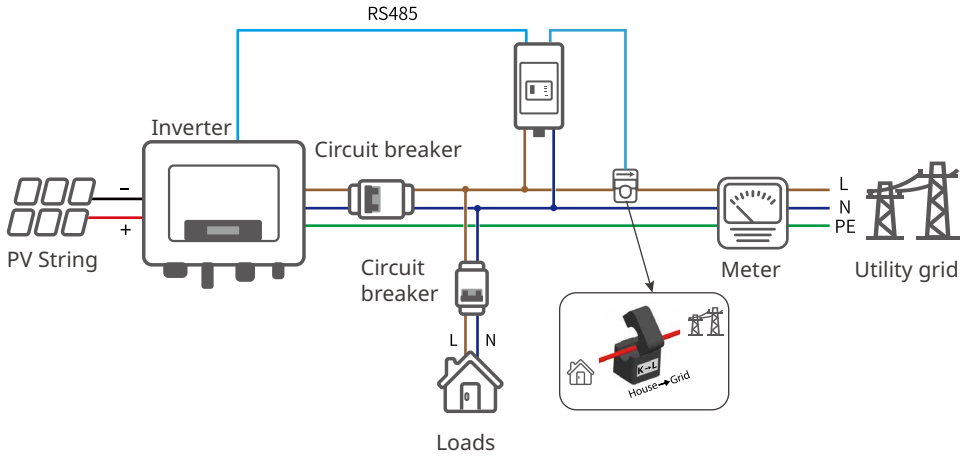 RS485
Inverter
Circuit breaker
−
+
PV String
L
N
PE
Meter
Utility grid
Circuit
breaker
L N
K→L
House→Grid
Loads